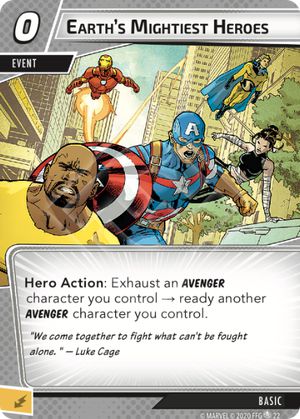 0
EARTH'S MIGHTIEST HEROES
EVENT
Hero Action: Exhaust an AVENGER
character you control → ready another
AVENGER character you control.
"We come together to fight what can't be fought
alone." — Luke Cage
BASIC
© MARVEL © 2020 FFG 22